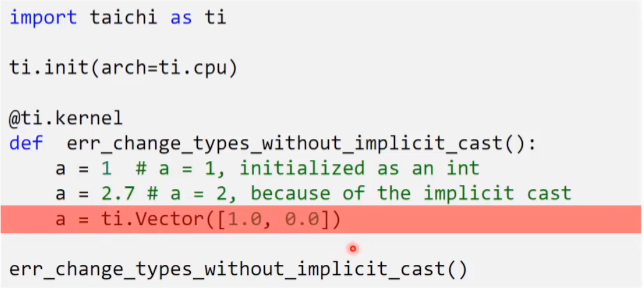 import taichi as ti
ti.init(arch=ti.cpu)
@ti.kernel
def  err_change_types_without_implicit_cast():
    a = 1  # a = 1, initialized as an int
    a = 2.7 # a = 2, because of the implicit cast
    a = ti.Vector([1.0, 0.0])
err_change_types_without_implicit_cast()